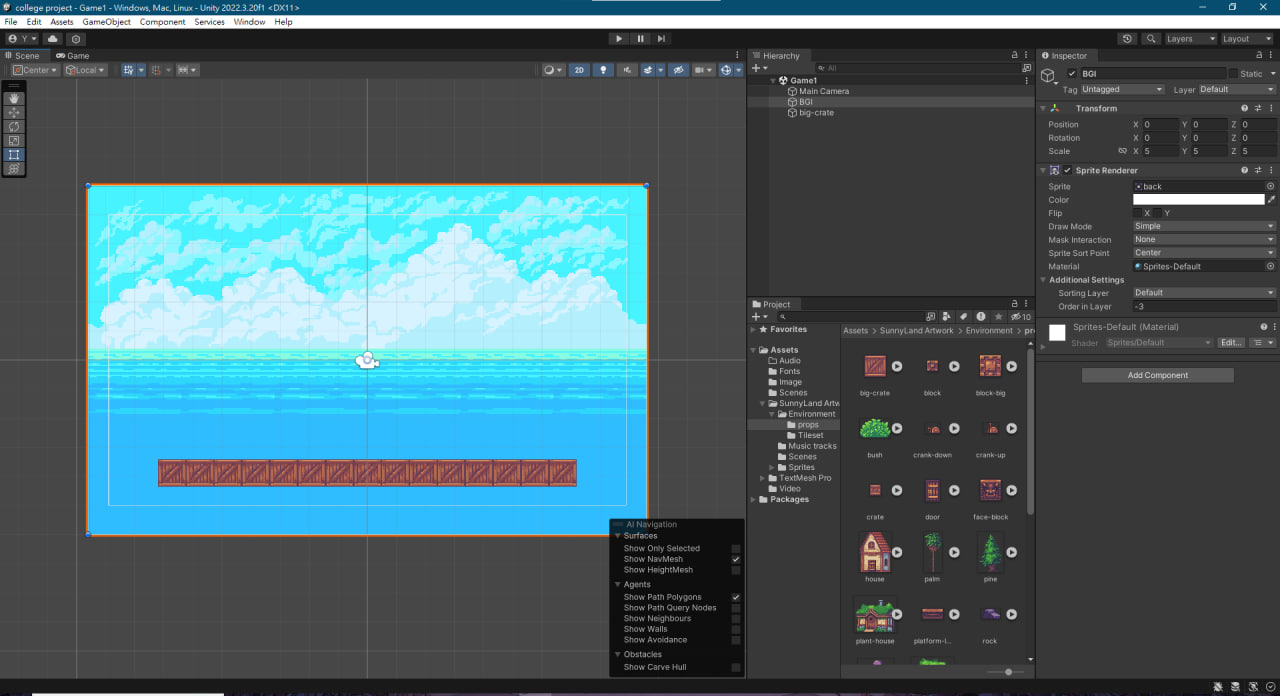 college project - Game1 - Windows, Mac, Linux - Unity 2022.3.20f1 <DX11>
File Edit Assets GameObject Component Services Window Help
Y
Layers Layout
Scene Game
Center Local 2D
Hierarchy
All
Game1
Main Camera
BGI
big-crate
Project
10
Favorites
Assets
Audio
Fonts
Image
Scenes
SunnyLand Artw
Environment
props
Tileset
Music tracks
Scenes
Sprites
TextMesh Pro
Video
Packages
Assets > SunnyLand Artwork > Environment > pr
big-crate block block-big
bush crank-down crank-up
crate door face-block
house palm pine
plant-house platform-l... rock
AI Navigation
Surfaces
Show Only Selected
Show NavMesh
Show HeightMesh
Agents
Show Path Polygons
Show Path Query Nodes
Show Neighbours
Show Walls
Show Avoidance
Obstacles
Show Carve Hull
Inspector
BGI Static
Tag Untagged Layer Default
Transform
Position X 0 Y 0 Z 0
Rotation X 0 Y 0 Z 0
Scale X 5 Y 5 Z 5
Sprite Renderer
Sprite back
Color
Flip X Y
Draw Mode Simple
Mask Interaction None
Sprite Sort Point Center
Material Sprites-Default
Additional Settings
Sorting Layer Default
Order in Layer -3
Sprites-Default (Material)
Shader Sprites/Default Edit...
Add Component